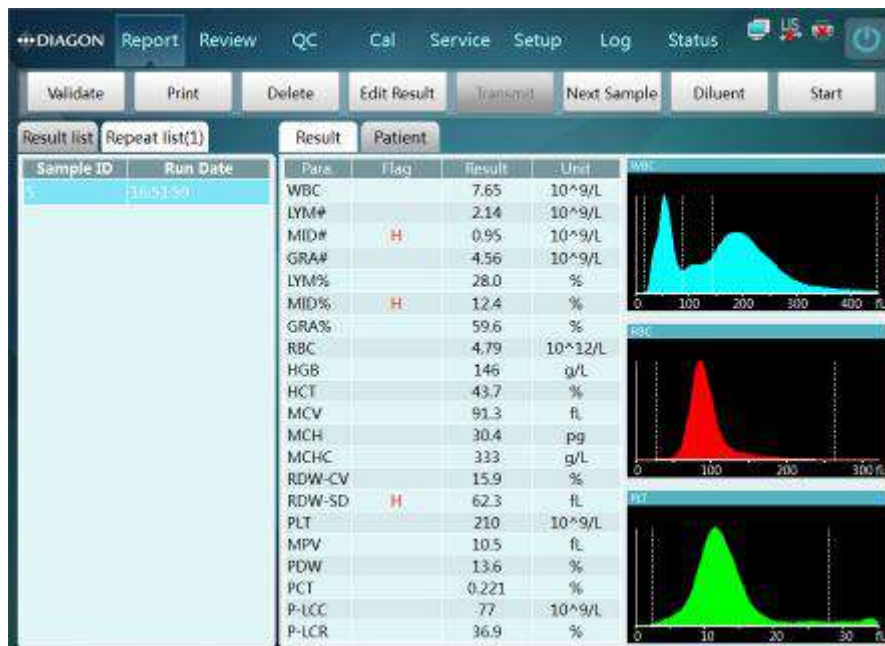 DIAGON Report Review QC Cal Service Setup Log Status LIS
Validate Print Delete Edit Result Transmit Next Sample Diluent Start
Result list Repeat list(1) Result Patient
Sample ID Run Date
Para. Flag Result Unit
WBC 7.65 10^9/L
LYM# 2.14 10^9/L
MID# H 0.95 10^9/L
GRA# 4.56 10^9/L
LYM% 28.0 %
MID% H 12.4 %
GRA% 59.6 %
RBC 4.79 10^12/L
HGB 146 g/L
HCT 43.7 %
MCV 91.3 fL
MCH 30.4 pg
MCHC 333 g/L
RDW-CV 15.9 %
RDW-SD H 62.3 fL
PLT 210 10^9/L
MPV 10.5 fL
PDW 13.6 %
PCT 0.221 %
P-LCC 77 10^9/L
P-LCR 36.9 %
WBC
0 100 200 300 400 fL
RBC
0 100 200 300 fL
PLT
0 10 20 30 fL